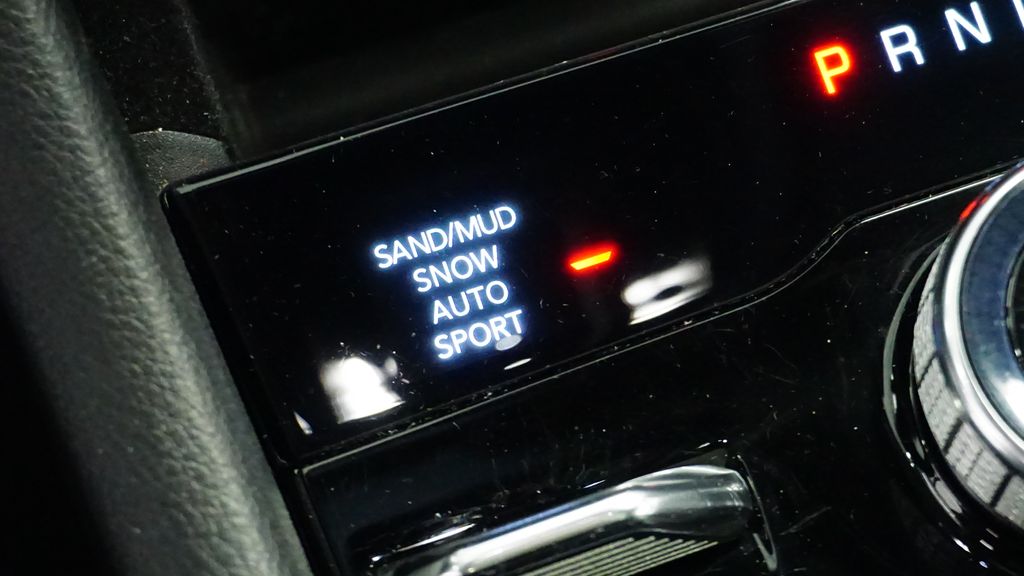 P R N
SAND/MUD
SNOW
AUTO
SPORT